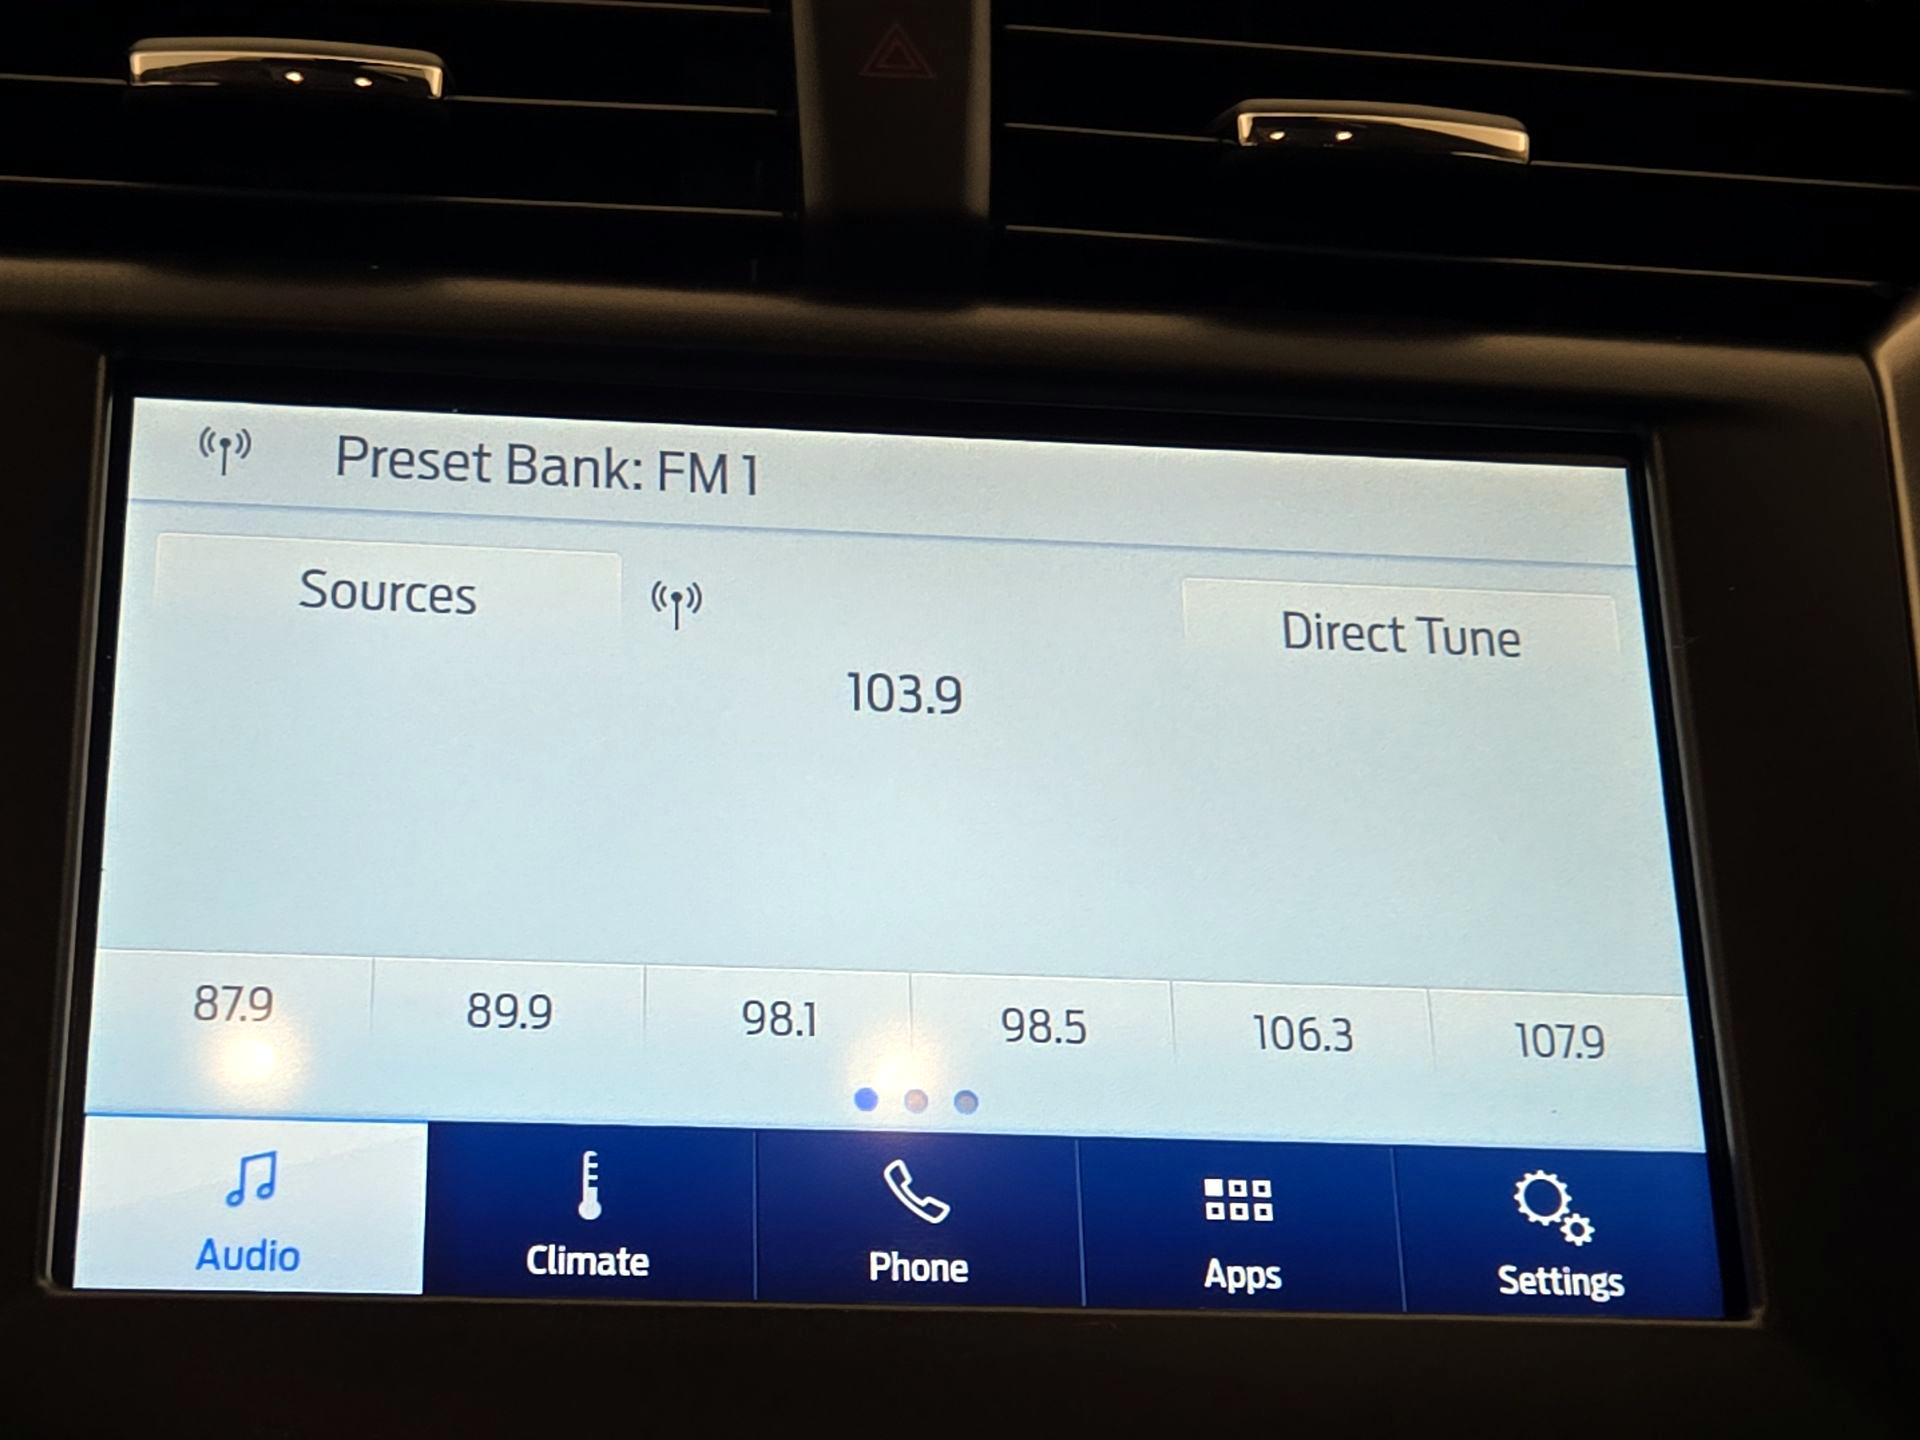 Preset Bank: FM 1
Sources
Direct Tune
103.9
87.9 89.9 98.1 98.5 106.3 107.9
Audio Climate Phone Apps Settings